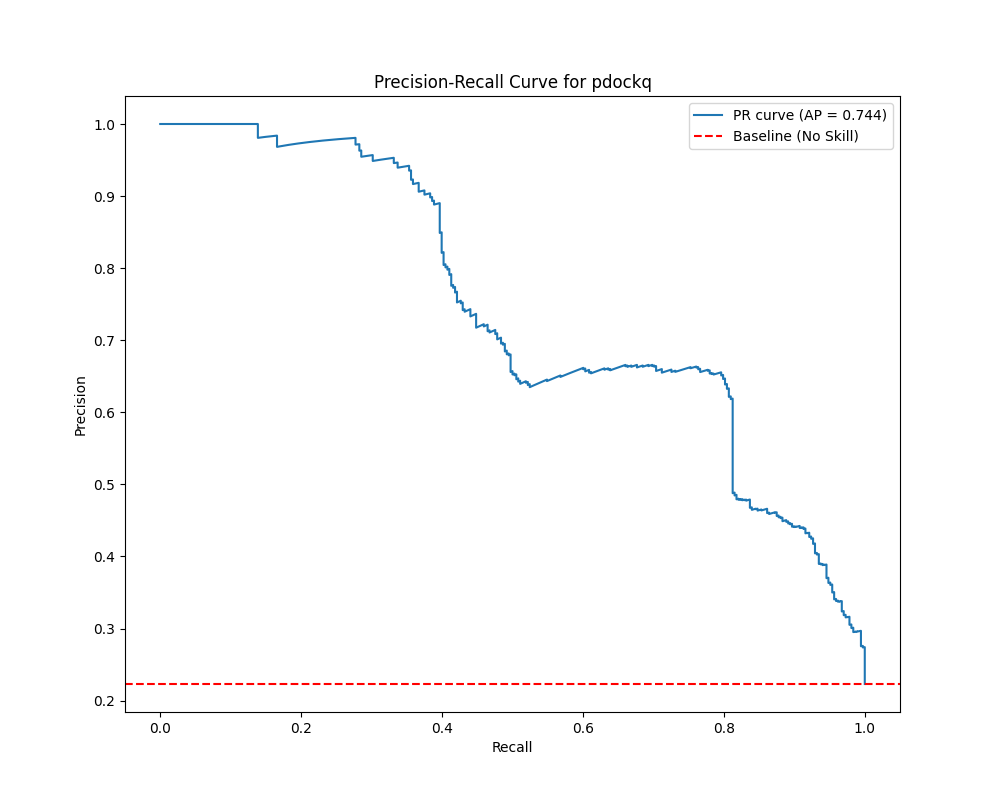 Precision-Recall Curve for pdockq
PR curve (AP = 0.744)
Baseline (No Skill)
Precision
1.0
0.9
0.8
0.7
0.6
0.5
0.4
0.3
0.2
0.0 0.2 0.4 0.6 0.8 1.0
Recall